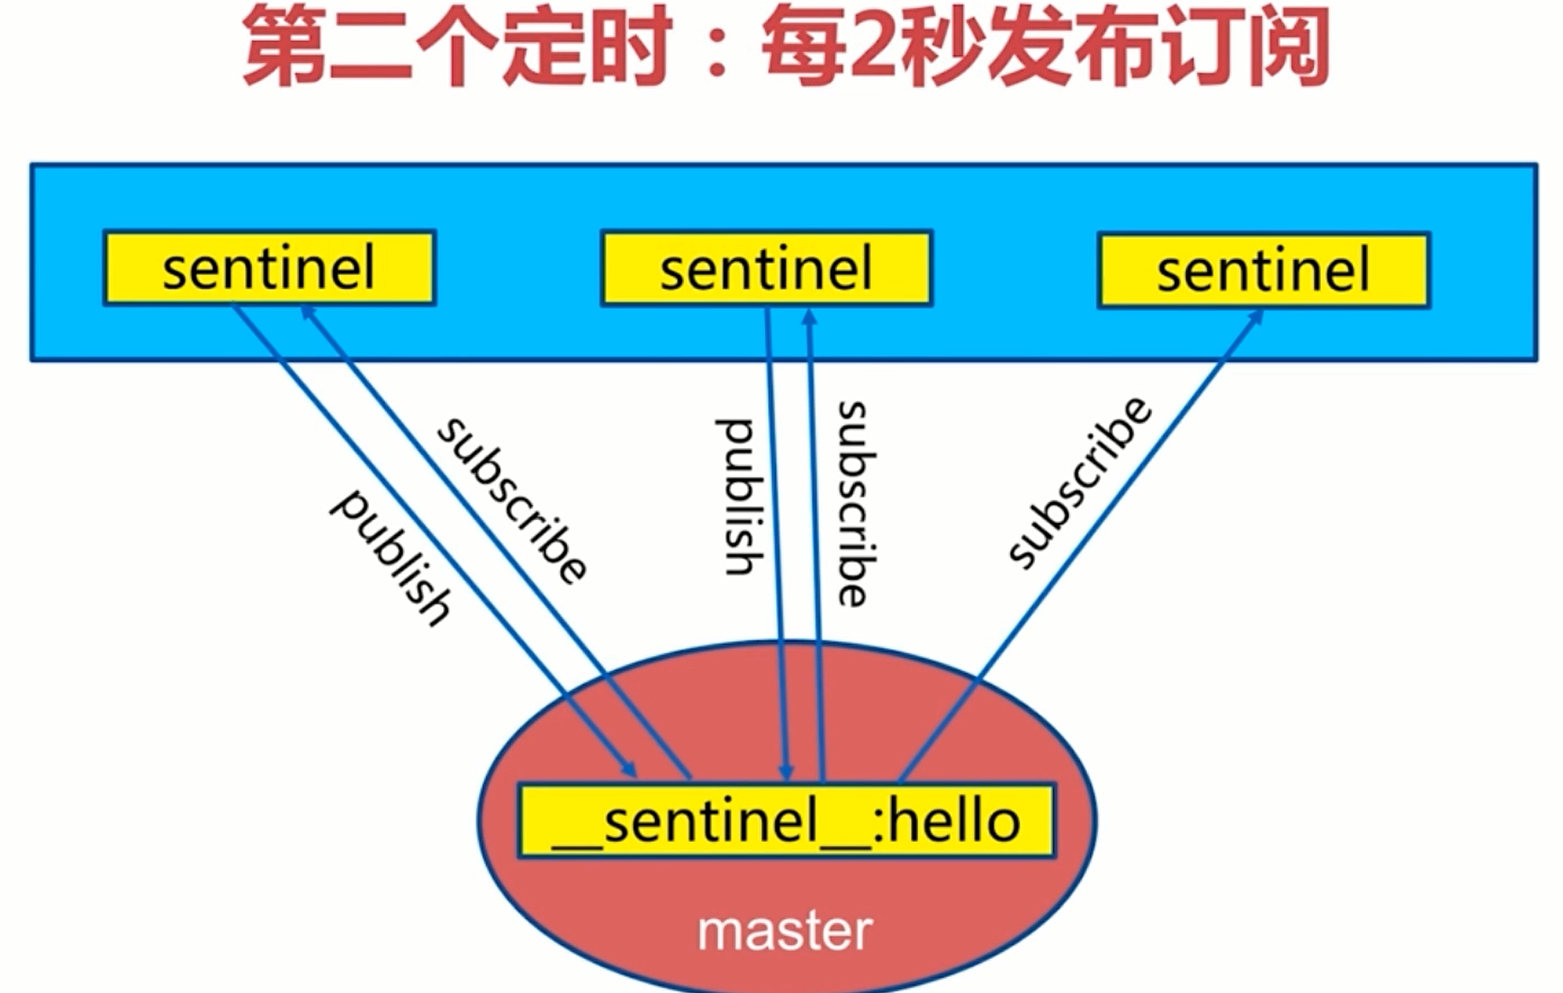 第二个定时：每2秒发布订阅
sentinel
sentinel
sentinel
publish
subscribe
publish
subscribe
subscribe
__sentinel__:hello
master